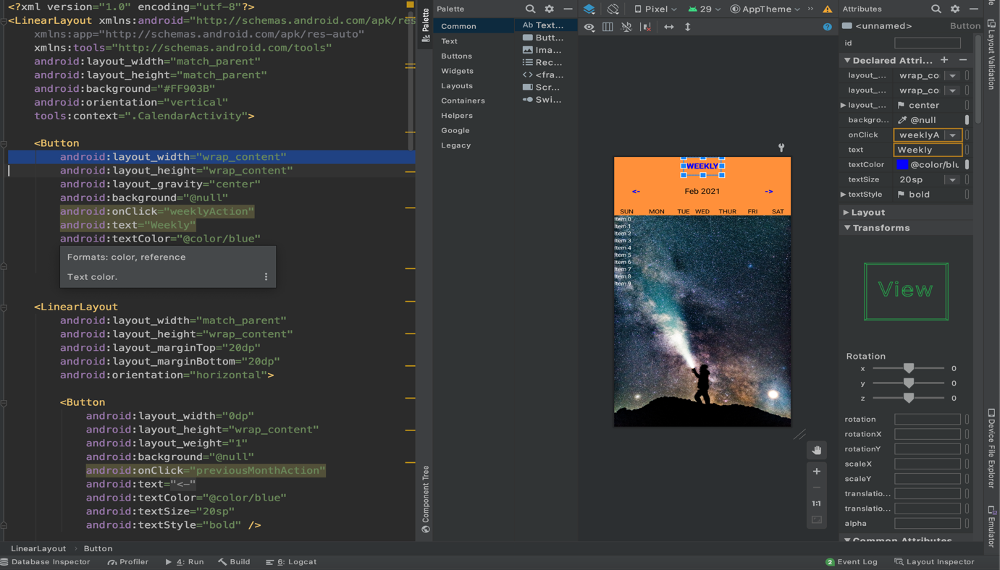 <?xml version="1.0" encoding="utf-8"?>
<LinearLayout xmlns:android="http://schemas.android.com/apk/res
xmlns:app="http://schemas.android.com/apk/res-auto"
xmlns:tools="http://schemas.android.com/tools"
android:layout_width="match_parent"
android:layout_height="match_parent"
android:background="#FF903B"
android:orientation="vertical"
tools:context=".CalendarActivity">
<Button
android:layout_width="wrap_content"
android:layout_height="wrap_content"
android:layout_gravity="center"
android:background="@null"
android:onClick="weeklyAction"
android:text="Weekly"
android:textColor="@color/blue"
Formats: color, reference
Text color.
<LinearLayout
android:layout_width="match_parent"
android:layout_height="wrap_content"
android:layout_marginTop="20dp"
android:layout_marginBottom="20dp"
android:orientation="horizontal">
<Button
android:layout_width="0dp"
android:layout_height="wrap_content"
android:layout_weight="1"
android:background="@null"
android:onClick="previousMonthAction"
android:text="<-"
android:textColor="@color/blue"
android:textSize="20sp"
android:textStyle="bold" />
LinearLayout › Button
Database Inspector Profiler 4: Run Build 6: Logcat
Palette
Component Tree
Palette
Common
Text
Buttons
Widgets
Layouts
Containers
Helpers
Google
Legacy
Ab Text...
Butt...
Ima...
Rec...
<> <fra...
Scr...
Swi...
Pixel 29 AppTheme »
WEEKLY
<- Feb 2021 ->
SUN MON TUE WED THUR FRI SAT
Item 0
Item 1
Item 2
Item 3
Item 4
Item 5
Item 6
Item 7
Item 8
Item 9
+
−
1:1
Attributes
<unnamed> Button
id
Declared Attri... + −
layout_... wrap_co
layout_... wrap_co
layout_... center
backgro... @null
onClick weeklyA
text Weekly
textColor @color/blu
textSize 20sp
textStyle bold
Layout
Transforms
View
Rotation
x 0
y 0
z 0
rotation
rotationX
rotationY
scaleX
scaleY
translatio...
translatio...
alpha
Common Attributes
Layout Validation
Device File Explorer
Emulator
2 Event Log Layout Inspector